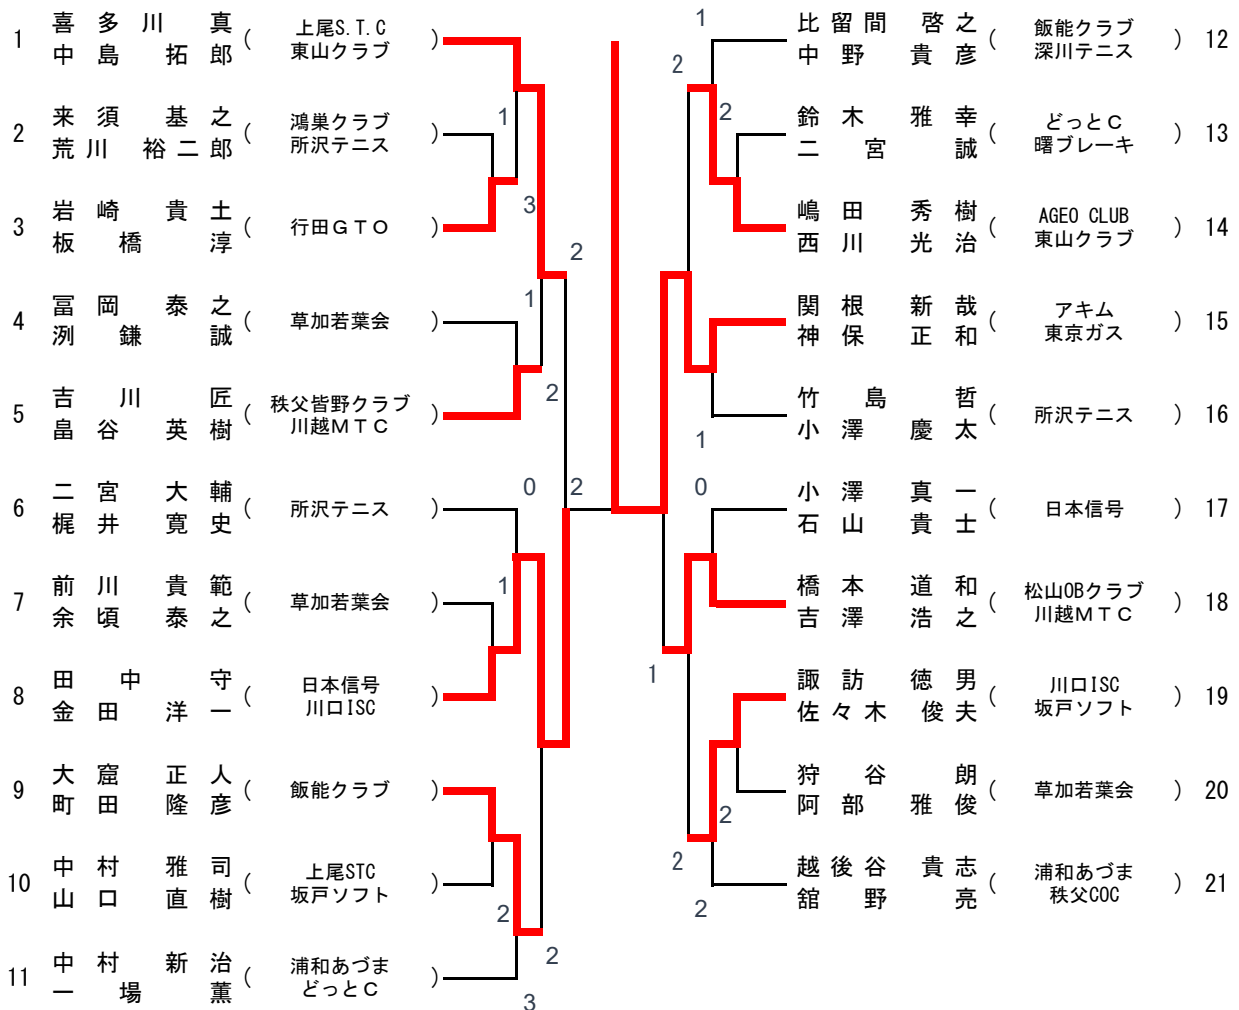 1 喜多川 真 ( 上尾S.T.C )
中島 拓郎 東山クラブ
2 来須 基之 ( 鴻巣クラブ )
荒川 裕二郎 所沢テニス
3 岩崎 貴士 ( 行田GTO )
板橋 淳
4 冨岡 泰之 ( 草加若葉会 )
洌鎌 誠
5 吉川 匠 ( 秩父皆野クラブ )
畠谷 英樹 川越MTC
6 二宮 大輔 ( 所沢テニス )
梶井 寛史
7 前川 貴範 ( 草加若葉会 )
余頃 泰之
8 田中 守 ( 日本信号 )
金田 洋一 川口ISC
9 大窟 正人 ( 飯能クラブ )
町田 隆彦
10 中村 雅司 ( 上尾STC )
山口 直樹 坂戸ソフト
11 中村 新治 ( 浦和あづま )
一場 薫 どっとC
1
3
1
2
2
0
2
1
2
2
3
比留間 啓之 ( 飯能クラブ ) 12
中野 貴彦 深川テニス
鈴木 雅幸 ( どっとC ) 13
二宮 誠 曙ブレーキ
嶋田 秀樹 ( AGEO CLUB ) 14
西川 光治 東山クラブ
関根 新哉 ( アキム ) 15
神保 正和 東京ガス
竹島 哲 ( 所沢テニス ) 16
小澤 慶太
小澤 真一 ( 日本信号 ) 17
石山 貴士
橋本 道和 ( 松山OBクラブ ) 18
吉澤 浩之 川越MTC
諏訪 徳男 ( 川口ISC ) 19
佐々木 俊夫 坂戸ソフト
狩谷 朗 ( 草加若葉会 ) 20
阿部 雅俊
越後谷 貴志 ( 浦和あづま ) 21
舘野 亮 秩父COC
1
2
2
1
0
1
2
2
2